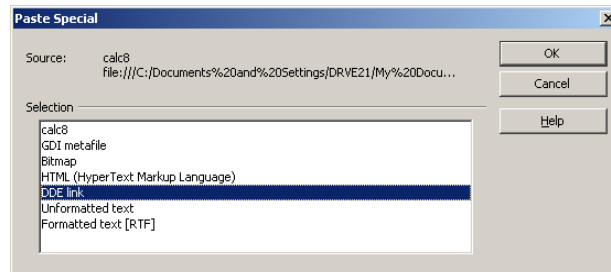 Paste Special
Source: calc8
file:///C:/Documents%20and%20Settings/DRVE21/My%20Docu...
OK
Cancel
Help
Selection
calc8
GDI metafile
Bitmap
HTML (HyperText Markup Language)
DDE link
Unformatted text
Formatted text [RTF]